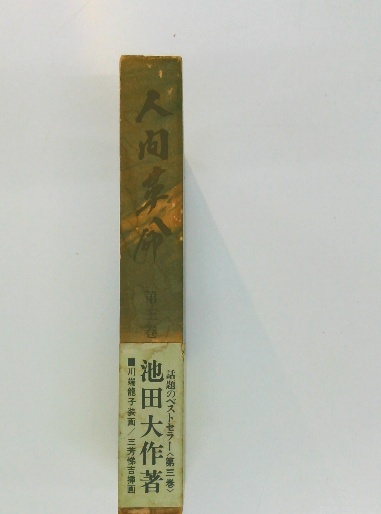 人間革命
第三巻
話題のベストセラー〈第三巻〉
池田大作著
■川端龍子装画／三芳悌吉挿画